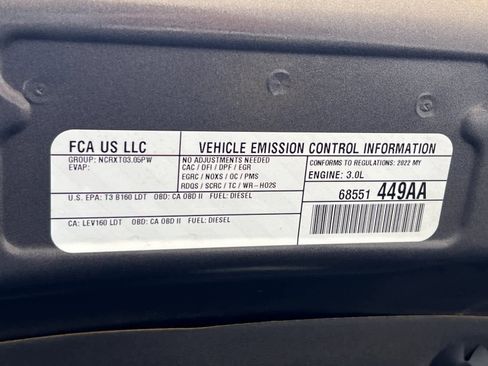 FCA US LLC
GROUP: NCRXT03.05PW
EVAP:
VEHICLE EMISSION CONTROL INFORMATION
NO ADJUSTMENTS NEEDED
CAC / DFI / DPF / EGR
EGRC / NOXS / OC / PMS
RDQS / SCRC / TC / WR-HO2S
CONFORMS TO REGULATIONS: 2022 MY
ENGINE: 3.0L
68551 449AA
U.S. EPA: T3 B160 LDT OBD: CA OBD II FUEL: DIESEL
CA: LEV160 LDT OBD: CA OBD II FUEL: DIESEL